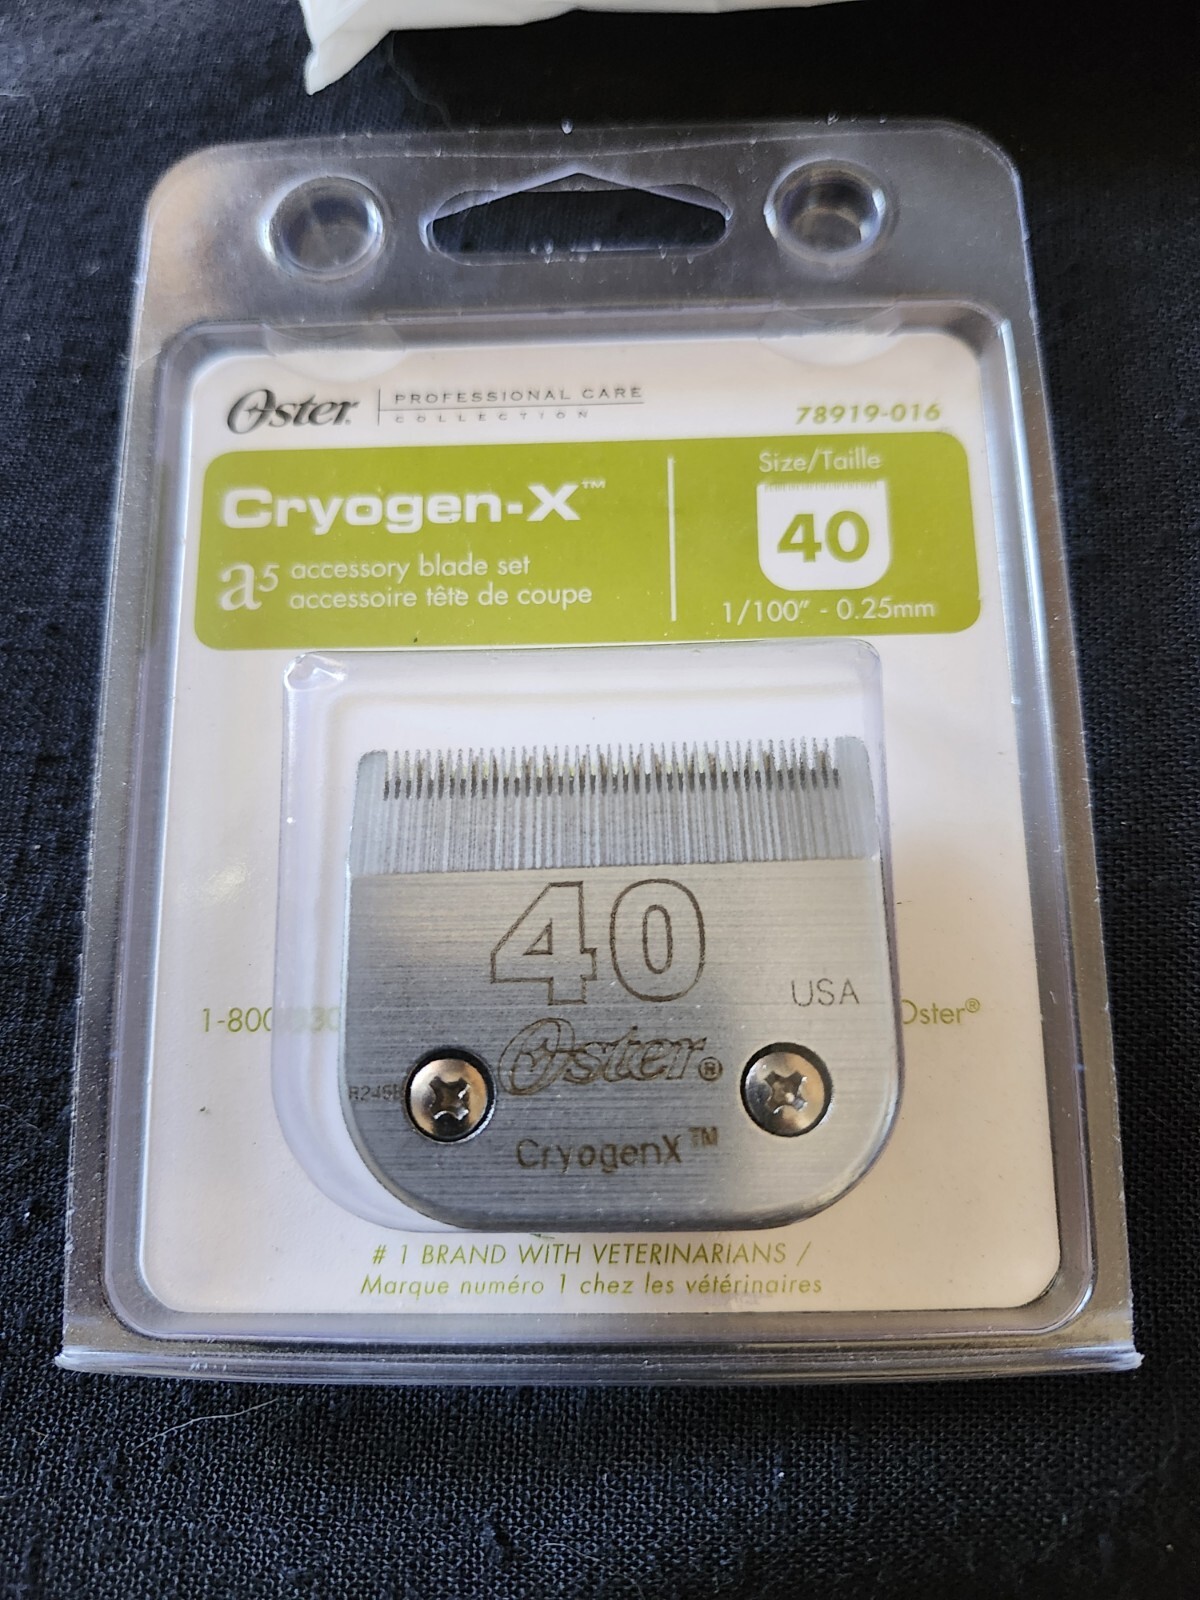 Oster® PROFESSIONAL CARE
COLLECTION
78919-016
Cryogen-X™
a5 accessory blade set
accessoire tête de coupe
Size/Taille
40
1/100" - 0.25mm
40
USA
1-800
Oster®
Oster®
CryogenX™
# 1 BRAND WITH VETERINARIANS /
Marque numéro 1 chez les vétérinaires